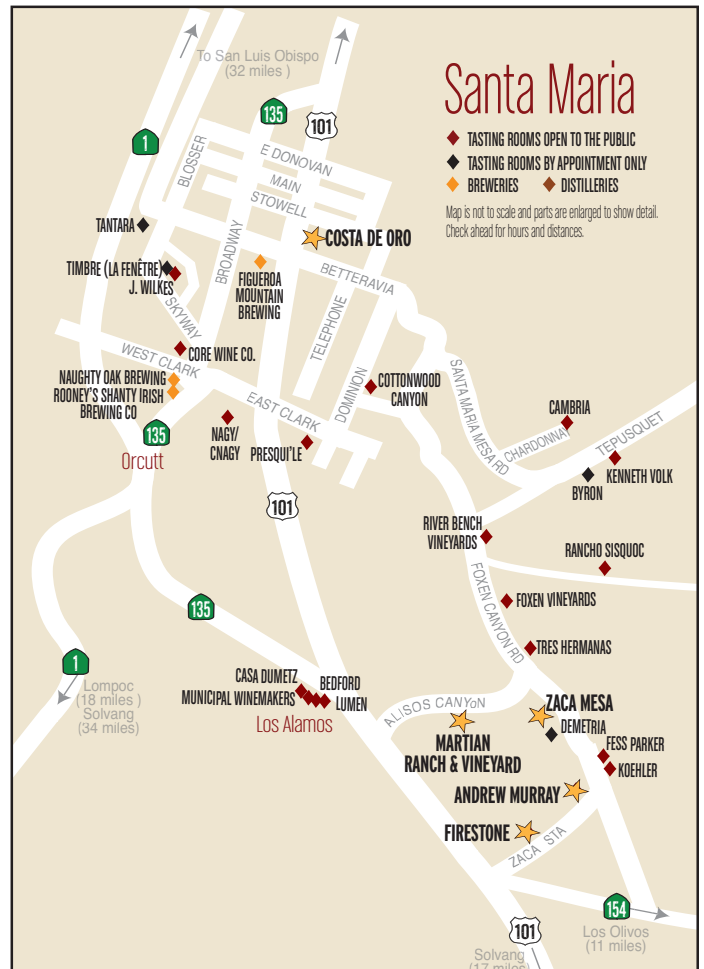 To San Luis Obispo
(32 miles )
Santa Maria
TASTING ROOMS OPEN TO THE PUBLIC
TASTING ROOMS BY APPOINTMENT ONLY
BREWERIES
DISTILLERIES
Map is not to scale and parts are enlarged to show detail.
Check ahead for hours and distances.
135
101
1
E DONOVAN
MAIN
STOWELL
BLOSSER
BROADWAY
TANTARA
COSTA DE ORO
TIMBRE (LA FENÊTRE)
J. WILKES
FIGUEROA
MOUNTAIN
BREWING
BETTERAVIA
SKYWAY
TELEPHONE
CORE WINE CO.
WEST CLARK
NAUGHTY OAK BREWING
ROONEY'S SHANTY IRISH
BREWING CO
EAST CLARK
DOMINION
COTTONWOOD
CANYON
SANTA MARIA MESA RD
CAMBRIA
CHARDONNAY
TEPUSQUET
135
Orcutt
NAGY/
CNAGY
PRESQU'LE
KENNETH VOLK
BYRON
101
RIVER BENCH
VINEYARDS
RANCHO SISQUOC
FOXEN CANYON RD
FOXEN VINEYARDS
135
TRES HERMANAS
1
Lompoc
(18 miles )
Solvang
(34 miles)
CASA DUMETZ
BEDFORD
MUNICIPAL WINEMAKERS
LUMEN
Los Alamos
ALISOS CANYON
ZACA MESA
DEMETRIA
MARTIAN
RANCH & VINEYARD
FESS PARKER
KOEHLER
ANDREW MURRAY
FIRESTONE
ZACA STA
154
Los Olivos
(11 miles)
101
Solvang
(17 miles)